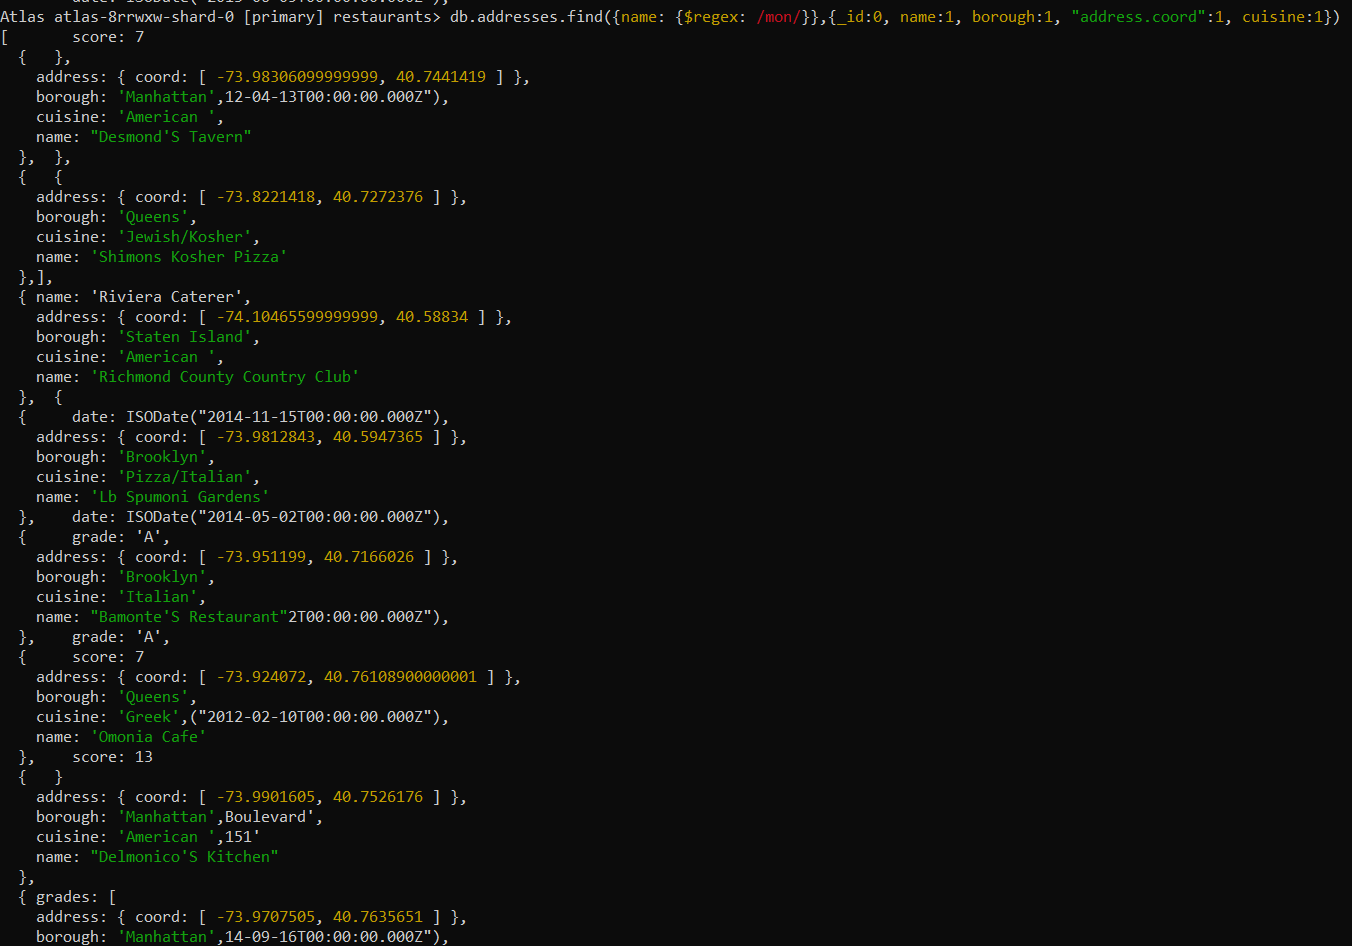 Atlas atlas-8rrwxw-shard-0 [primary] restaurants> db.addresses.find({name: {$regex: /mon/}},{_id:0, name:1, borough:1, "address.coord":1, cuisine:1})
[       score: 7
  {   },
    address: { coord: [ -73.98306099999999, 40.7441419 ] },
    borough: 'Manhattan',12-04-13T00:00:00.000Z"),
    cuisine: 'American ',
    name: "Desmond'S Tavern"
  },  },
  {   {
    address: { coord: [ -73.8221418, 40.7272376 ] },
    borough: 'Queens',
    cuisine: 'Jewish/Kosher',
    name: 'Shimons Kosher Pizza'
  },],
  { name: 'Riviera Caterer',
    address: { coord: [ -74.10465599999999, 40.58834 ] },
    borough: 'Staten Island',
    cuisine: 'American ',
    name: 'Richmond County Country Club'
  },  {
  {     date: ISODate("2014-11-15T00:00:00.000Z"),
    address: { coord: [ -73.9812843, 40.5947365 ] },
    borough: 'Brooklyn',
    cuisine: 'Pizza/Italian',
    name: 'Lb Spumoni Gardens'
  },    date: ISODate("2014-05-02T00:00:00.000Z"),
  {     grade: 'A',
    address: { coord: [ -73.951199, 40.7166026 ] },
    borough: 'Brooklyn',
    cuisine: 'Italian',
    name: "Bamonte'S Restaurant"2T00:00:00.000Z"),
  },    grade: 'A',
  {     score: 7
    address: { coord: [ -73.924072, 40.76108900000001 ] },
    borough: 'Queens',
    cuisine: 'Greek',("2012-02-10T00:00:00.000Z"),
    name: 'Omonia Cafe'
  },    score: 13
  {   }
    address: { coord: [ -73.9901605, 40.7526176 ] },
    borough: 'Manhattan',Boulevard',
    cuisine: 'American ',151'
    name: "Delmonico'S Kitchen"
  },
  { grades: [
    address: { coord: [ -73.9707505, 40.7635651 ] },
    borough: 'Manhattan',14-09-16T00:00:00.000Z"),